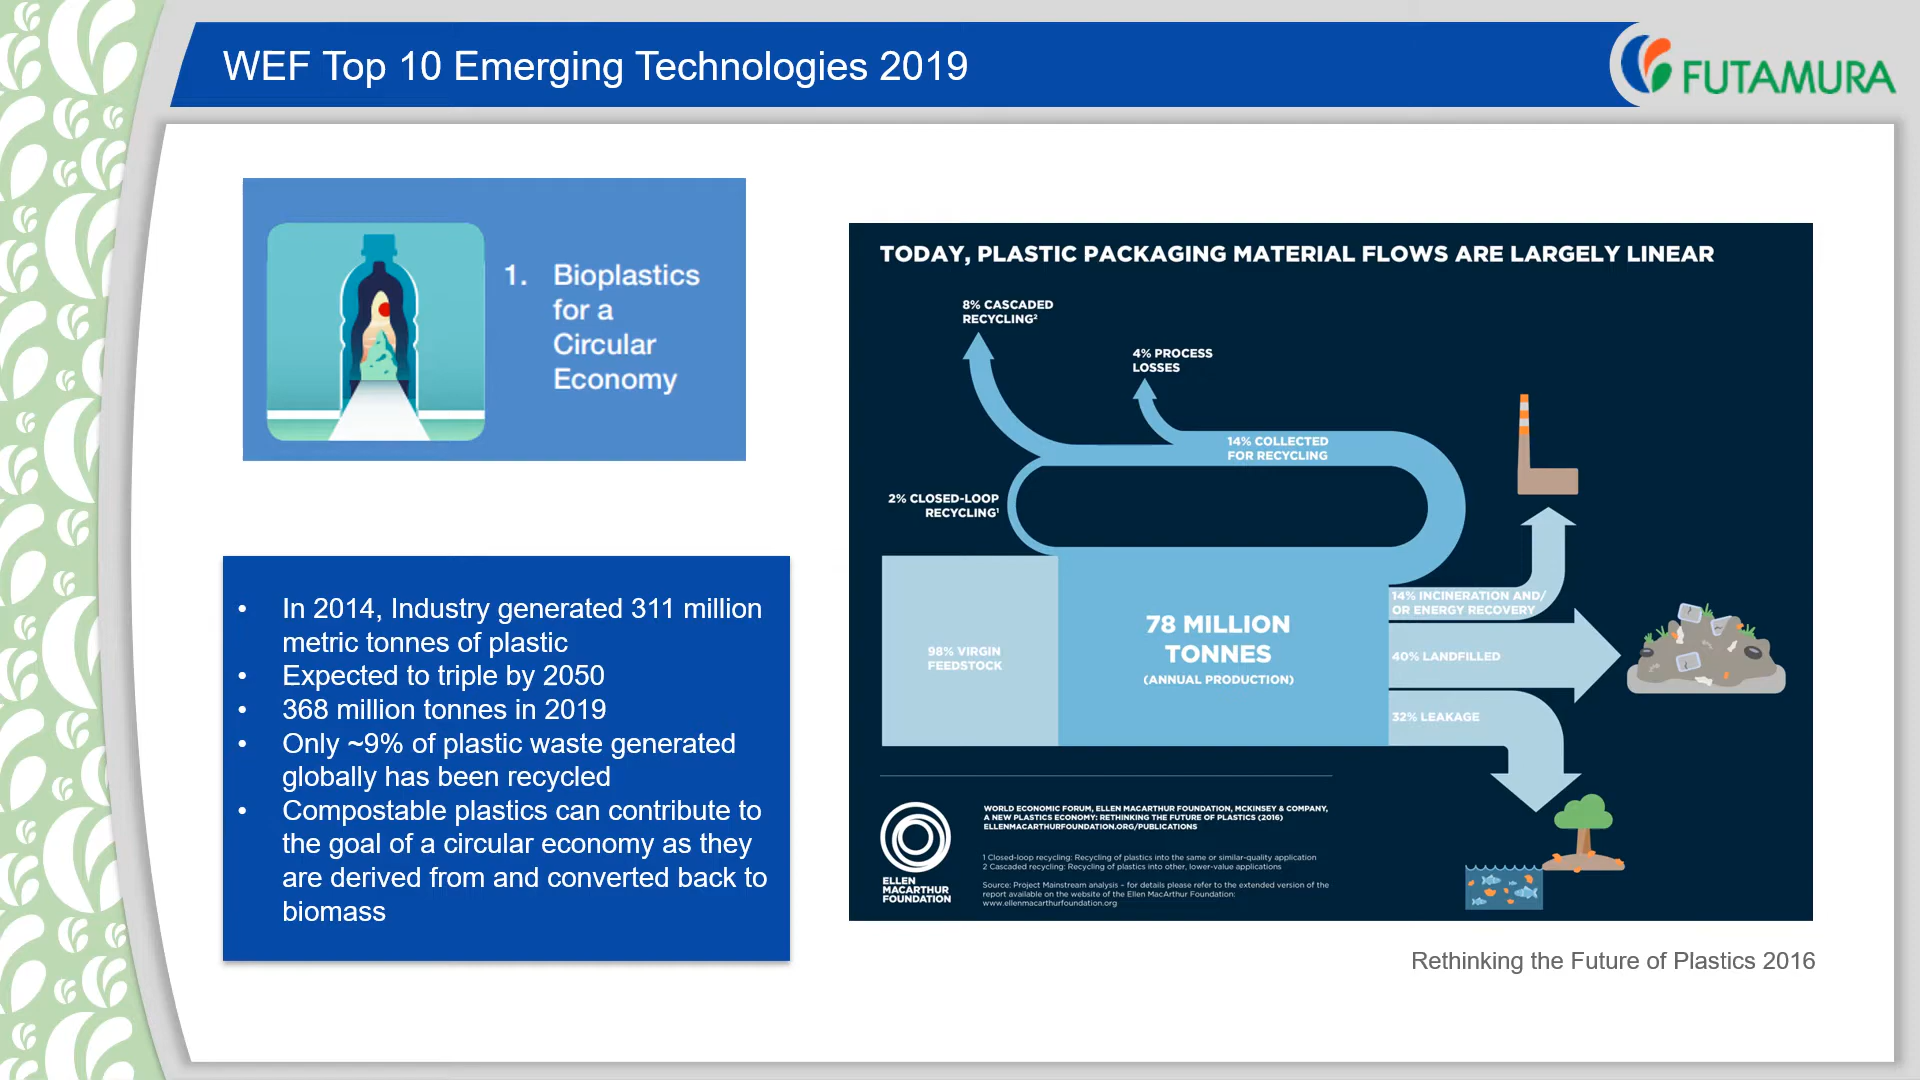 WEF Top 10 Emerging Technologies 2019
FUTAMURA
1. Bioplastics
for a
Circular
Economy
• In 2014, Industry generated 311 million
metric tonnes of plastic
• Expected to triple by 2050
• 368 million tonnes in 2019
• Only ~9% of plastic waste generated
globally has been recycled
• Compostable plastics can contribute to
the goal of a circular economy as they
are derived from and converted back to
biomass
TODAY, PLASTIC PACKAGING MATERIAL FLOWS ARE LARGELY LINEAR
8% CASCADED
RECYCLING²
4% PROCESS
LOSSES
14% COLLECTED
FOR RECYCLING
2% CLOSED-LOOP
RECYCLING¹
98% VIRGIN
FEEDSTOCK
78 MILLION
TONNES
(ANNUAL PRODUCTION)
14% INCINERATION AND/
OR ENERGY RECOVERY
40% LANDFILLED
32% LEAKAGE
ELLEN
MACARTHUR
FOUNDATION
WORLD ECONOMIC FORUM, ELLEN MACARTHUR FOUNDATION, MCKINSEY & COMPANY,
A NEW PLASTICS ECONOMY: RETHINKING THE FUTURE OF PLASTICS (2016)
ELLENMACARTHURFOUNDATION.ORG/PUBLICATIONS
1 Closed-loop recycling: Recycling of plastics into the same or similar-quality application
2 Cascaded recycling: Recycling of plastics into other, lower-value applications
Source: Project Mainstream analysis – for details please refer to the extended version of the
report available on the website of the Ellen MacArthur Foundation:
www.ellenmacarthurfoundation.org
Rethinking the Future of Plastics 2016